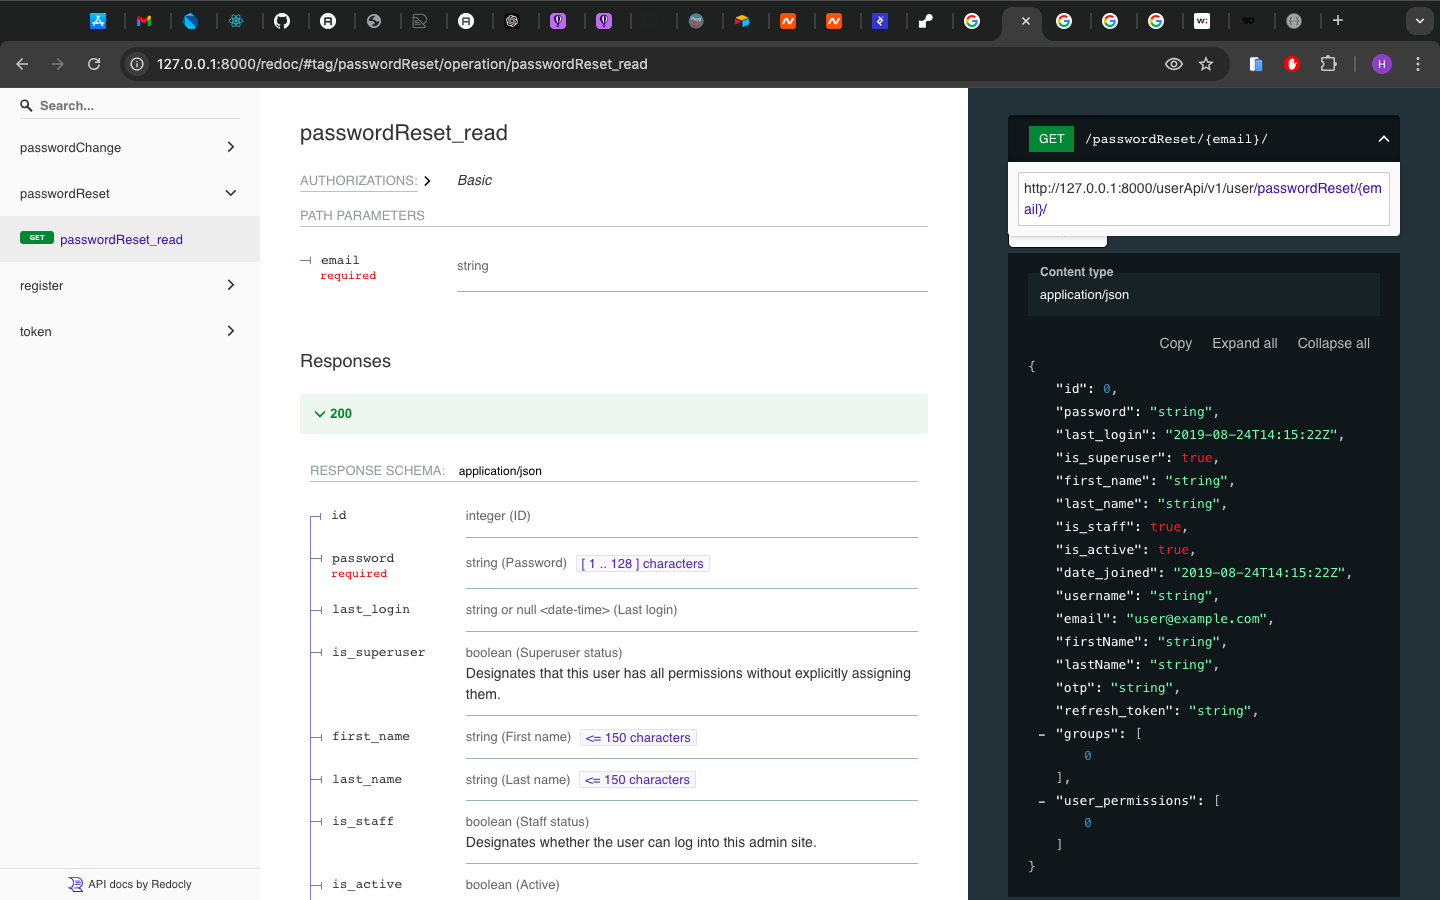 127.0.0.1:8000/redoc/#tag/passwordReset/operation/passwordReset_read
H
Search...
passwordChange
passwordReset
GET passwordReset_read
register
token
API docs by Redocly
passwordReset_read
AUTHORIZATIONS: Basic
PATH PARAMETERS
email
required
string
Responses
200
RESPONSE SCHEMA: application/json
id integer (ID)
password
required
string (Password) [ 1 .. 128 ] characters
last_login string or null <date-time> (Last login)
is_superuser boolean (Superuser status)
Designates that this user has all permissions without explicitly assigning
them.
first_name string (First name) <= 150 characters
last_name string (Last name) <= 150 characters
is_staff boolean (Staff status)
Designates whether the user can log into this admin site.
is_active boolean (Active)
GET /passwordReset/{email}/
http://127.0.0.1:8000/userApi/v1/user/passwordReset/{em
ail}/
Content type
application/json
Copy Expand all Collapse all
{
"id": 0,
"password": "string",
"last_login": "2019-08-24T14:15:22Z",
"is_superuser": true,
"first_name": "string",
"last_name": "string",
"is_staff": true,
"is_active": true,
"date_joined": "2019-08-24T14:15:22Z",
"username": "string",
"email": "user@example.com",
"firstName": "string",
"lastName": "string",
"otp": "string",
"refresh_token": "string",
– "groups": [
0
],
– "user_permissions": [
0
]
}